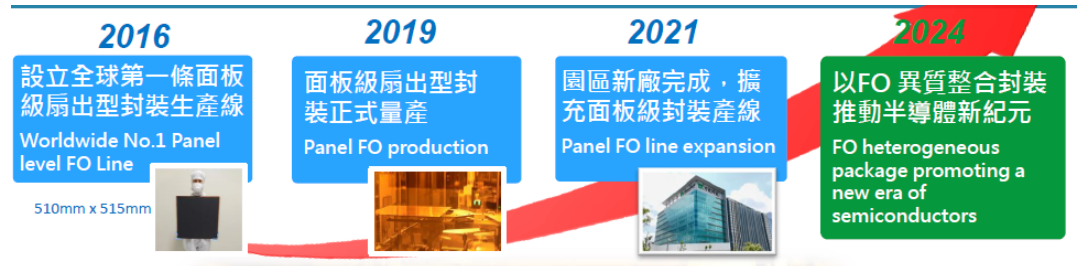 2016
設立全球第一條面板
級扇出型封裝生產線
Worldwide No.1 Panel
level FO Line
510mm x 515mm
2019
面板級扇出型封
裝正式量產
Panel FO production
2021
園區新廠完成，擴
充面板級封裝產線
Panel FO line expansion
2024
以FO 異質整合封裝
推動半導體新紀元
FO heterogeneous
package promoting a
new era of
semiconductors